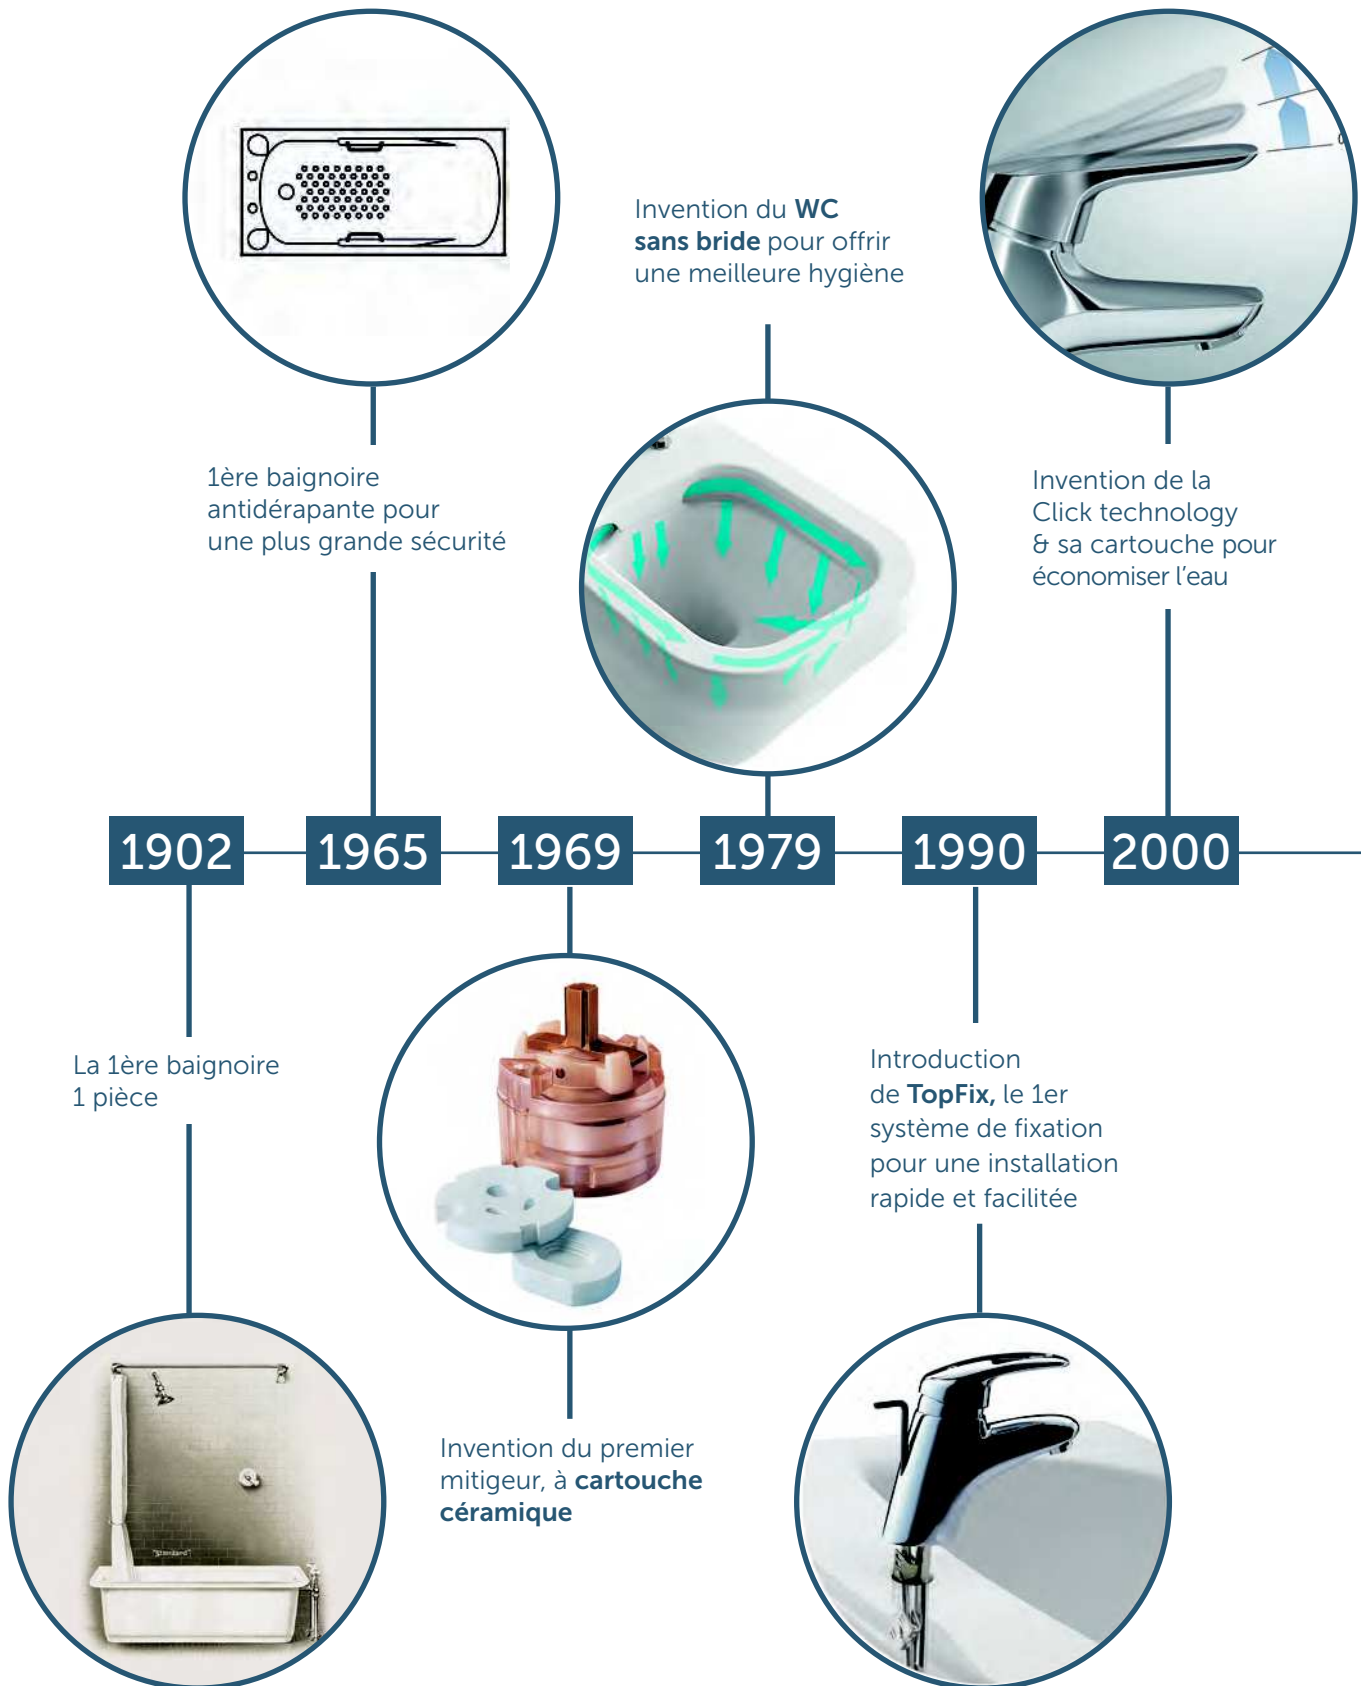 Invention du WC
sans bride pour offrir
une meilleure hygiène
1ère baignoire
antidérapante pour
une plus grande sécurité
Invention de la
Click technology
& sa cartouche pour
économiser l'eau
1902
1965
1969
1979
1990
2000
La 1ère baignoire
1 pièce
Introduction
de TopFix, le 1er
système de fixation
pour une installation
rapide et facilitée
Invention du premier
mitigeur, à cartouche
céramique
"Standard"